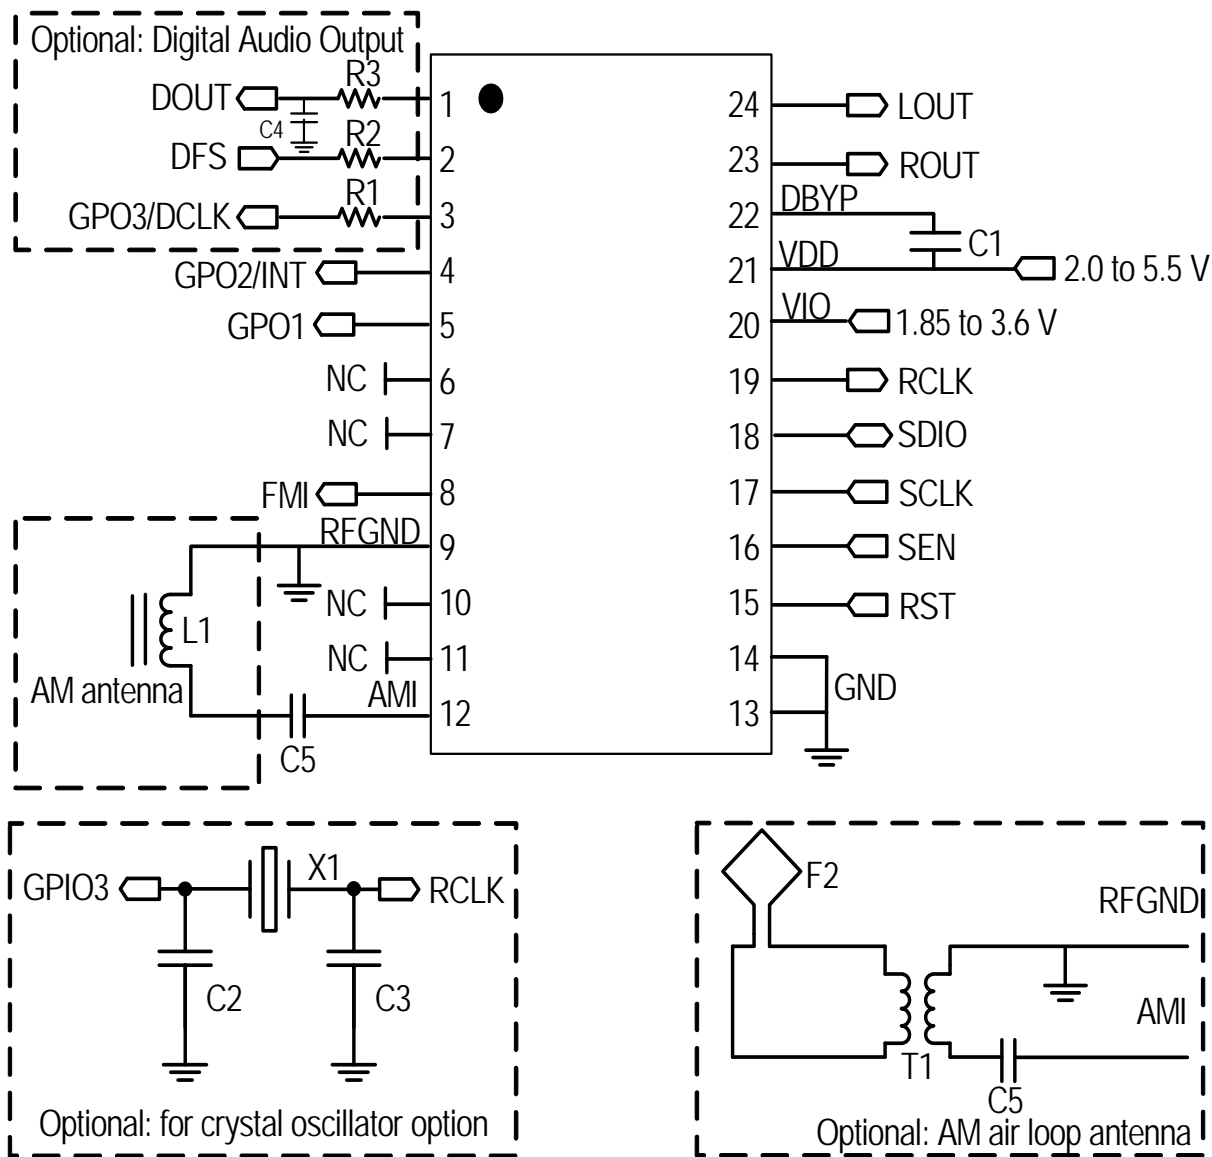 Optional: Digital Audio Output
DOUT
R3
1
C4
DFS
R2
2
GPO3/DCLK
R1
3
GPO2/INT
4
GPO1
5
NC
6
NC
7
FMI
8
RFGND
9
NC
10
NC
11
AMI
12
L1
AM antenna
C5
24
LOUT
23
ROUT
22
DBYP
C1
21
VDD
2.0 to 5.5 V
20
VIO
1.85 to 3.6 V
19
RCLK
18
SDIO
17
SCLK
16
SEN
15
RST
14
GND
13
GPIO3
X1
RCLK
C2
C3
Optional: for crystal oscillator option
F2
RFGND
AMI
T1
C5
Optional: AM air loop antenna